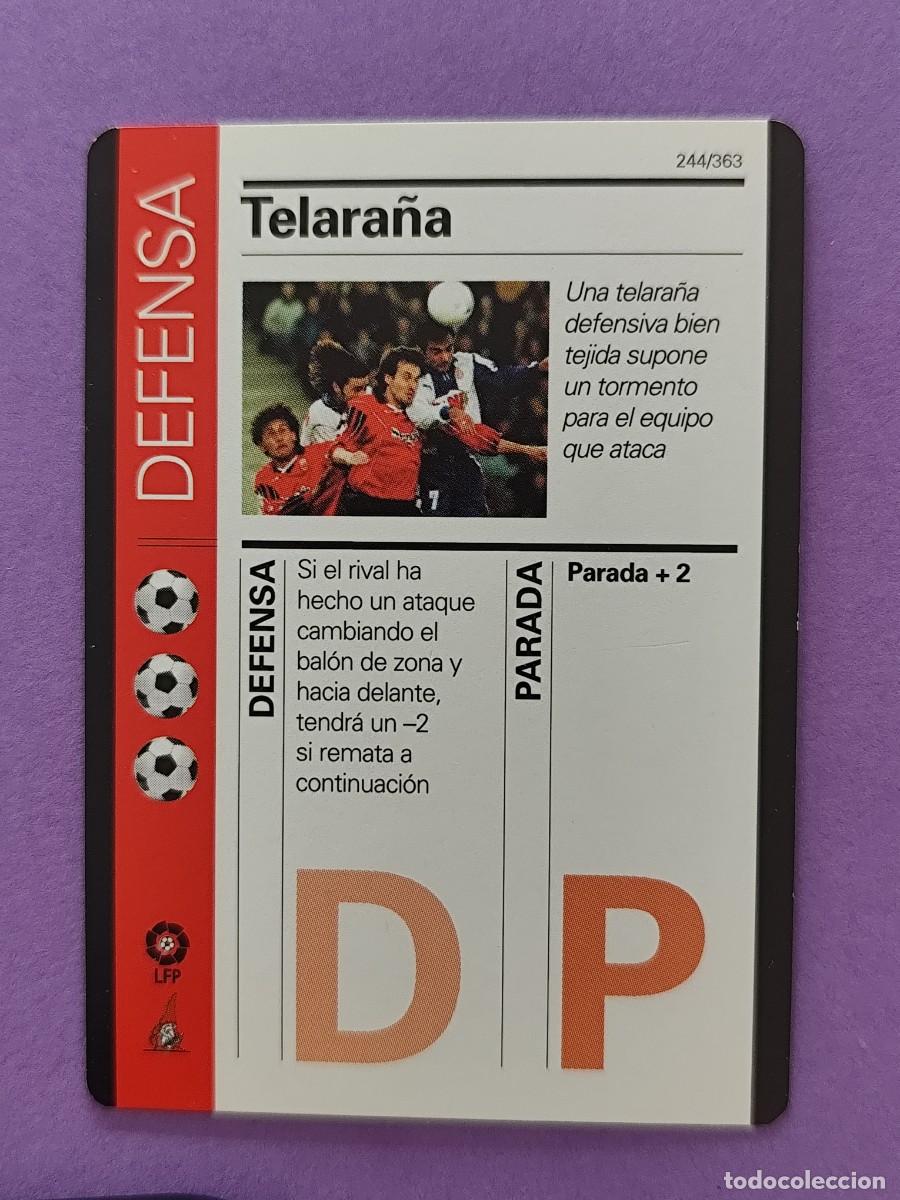 244/363
DEFENSA
Telaraña
Una telaraña
defensiva bien
tejida supone
un tormento
para el equipo
que ataca
7
DEFENSA
Si el rival ha
hecho un ataque
cambiando el
balón de zona y
hacia delante,
tendrá un –2
si remata a
continuación
PARADA
Parada + 2
D
P
LFP
todocoleccion